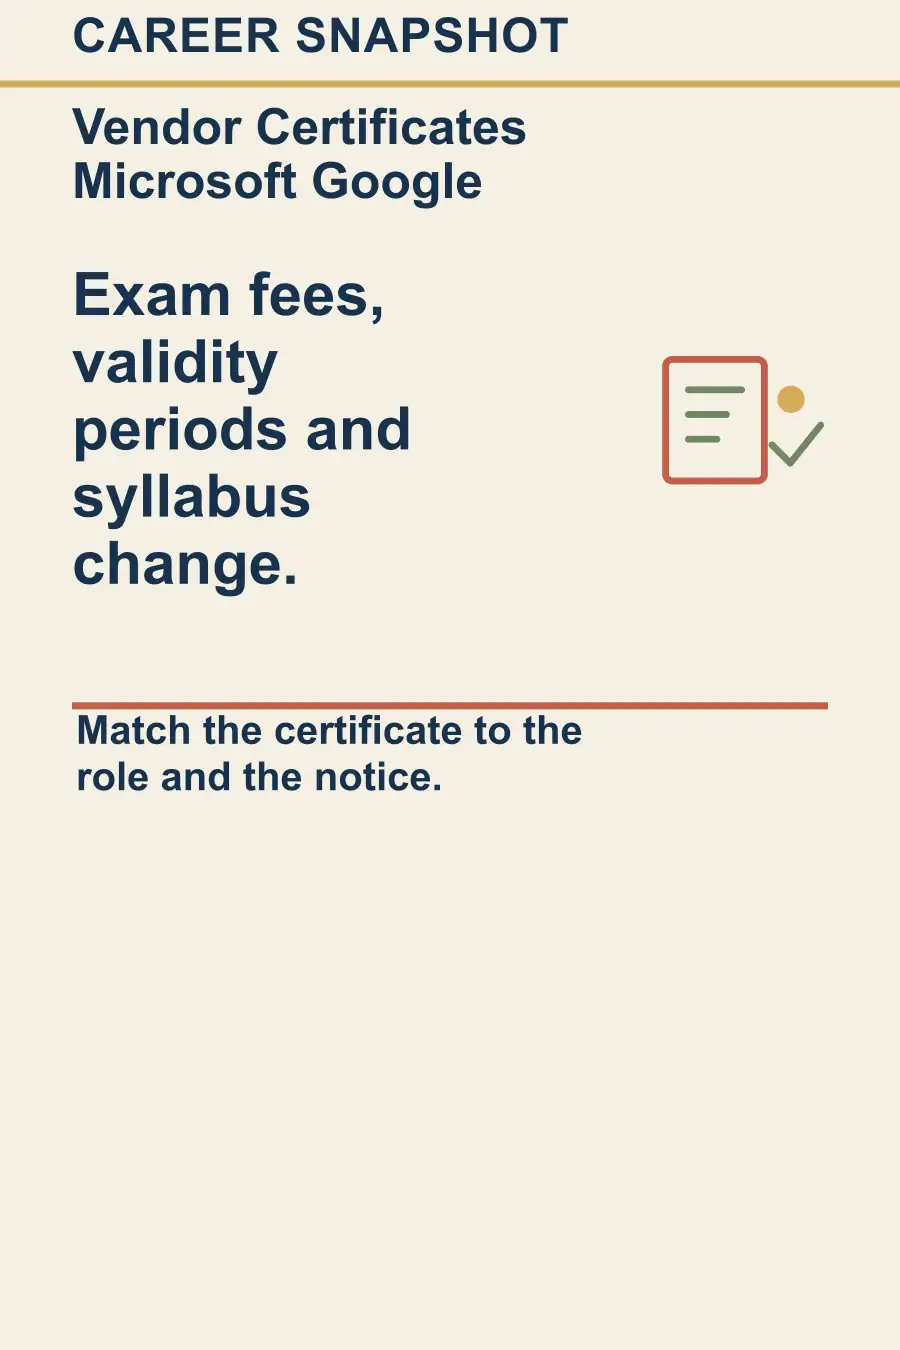 CAREER SNAPSHOT
Vendor Certificates
Microsoft Google
Exam fees,
validity
periods and
syllabus
change.
Match the certificate to the
role and the notice.